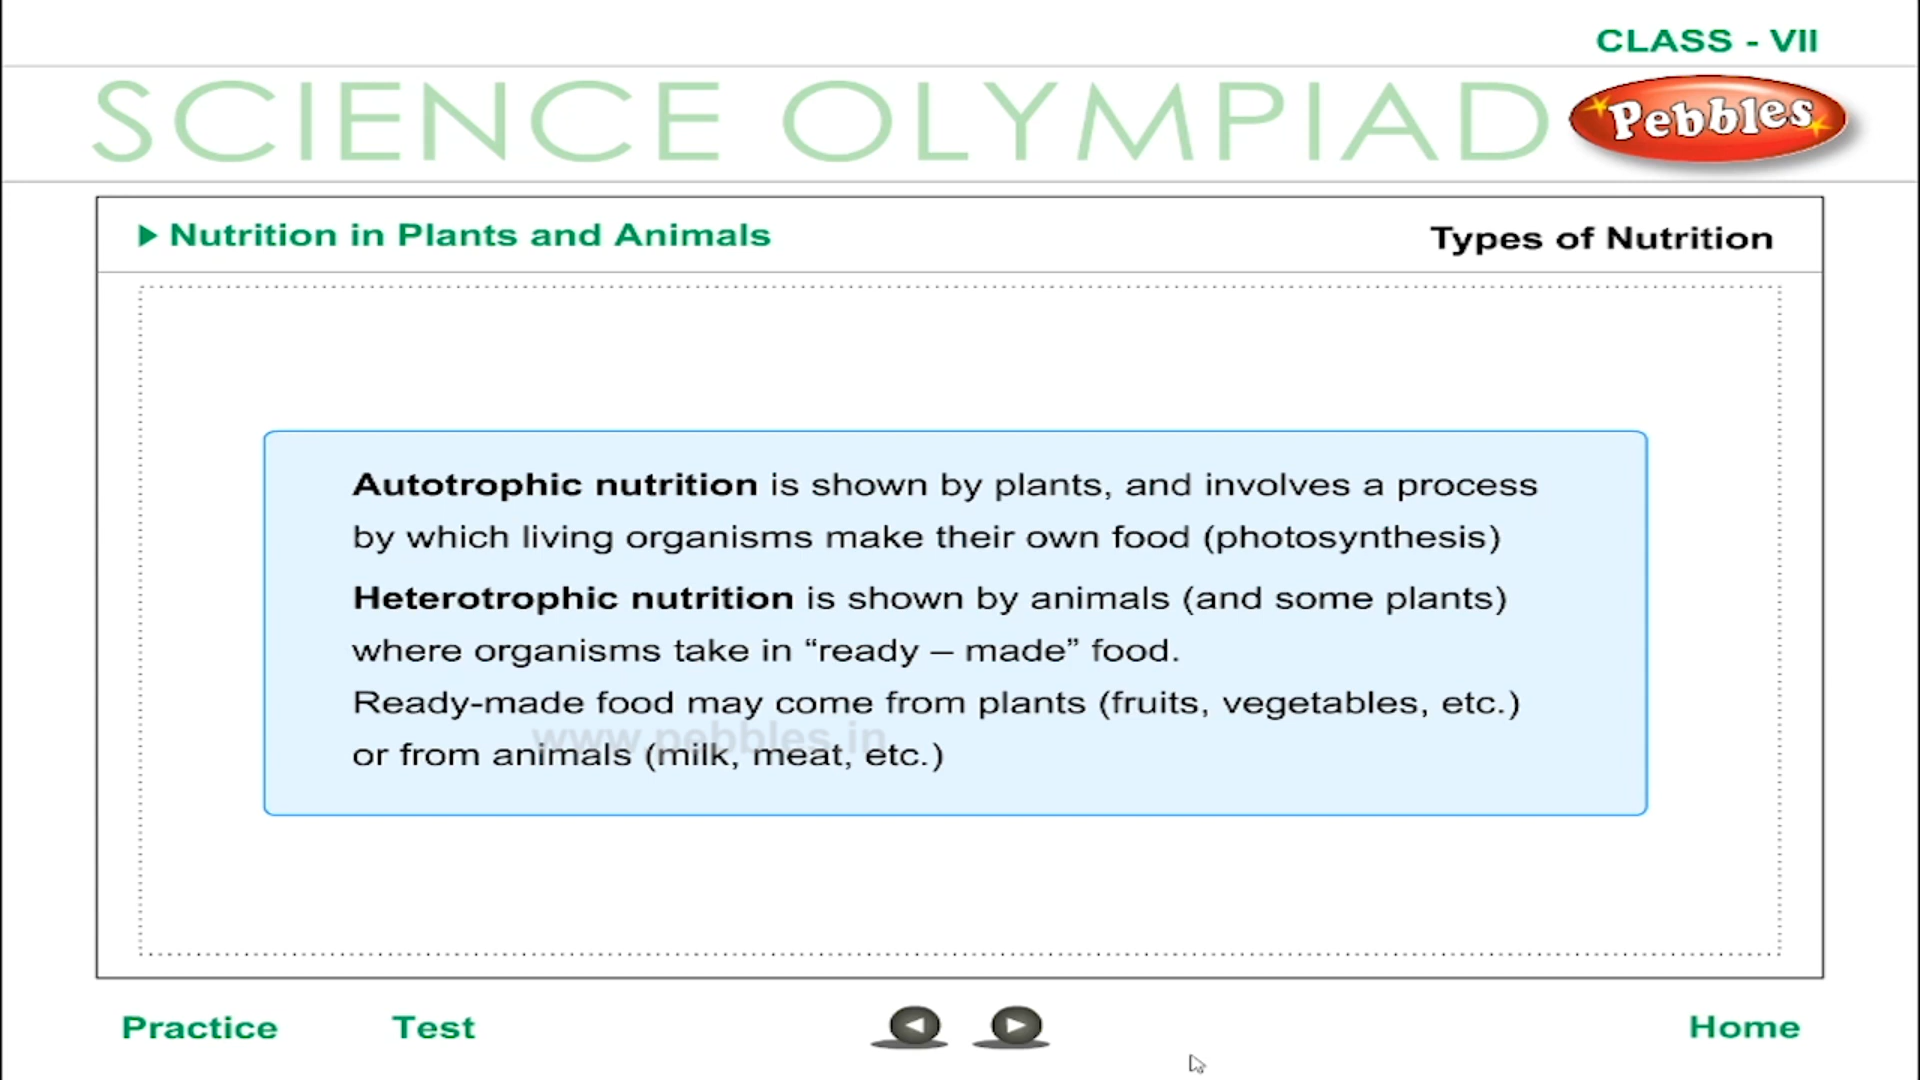 CLASS - VII
SCIENCE OLYMPIAD
Pebbles
Nutrition in Plants and Animals
Types of Nutrition
Autotrophic nutrition is shown by plants, and involves a process
by which living organisms make their own food (photosynthesis)
Heterotrophic nutrition is shown by animals (and some plants)
where organisms take in “ready – made” food.
Ready-made food may come from plants (fruits, vegetables, etc.)
www.pebbles.in
or from animals (milk, meat, etc.)
Practice
Test
Home